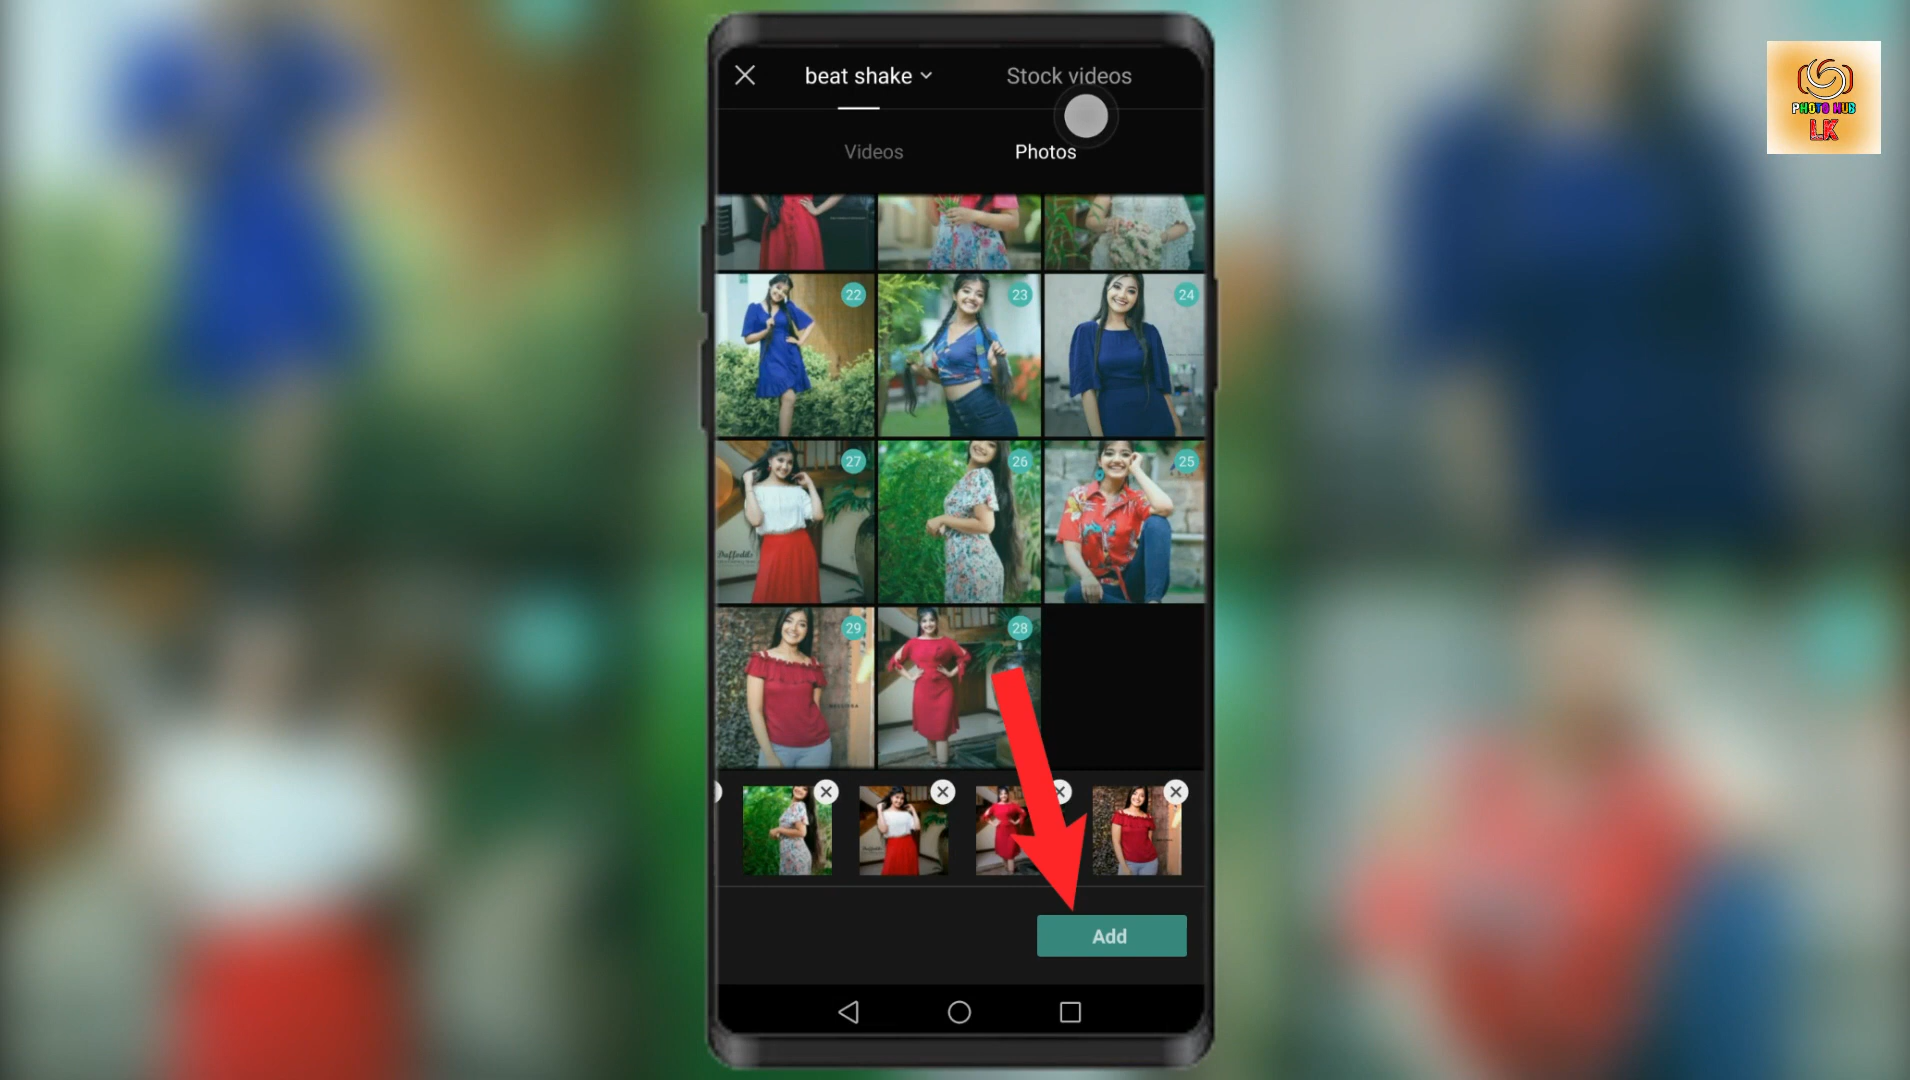 beat shake
Stock videos
Videos
Photos
22
23
24
27
26
25
29
28
Add
PHOTO HUB
LK